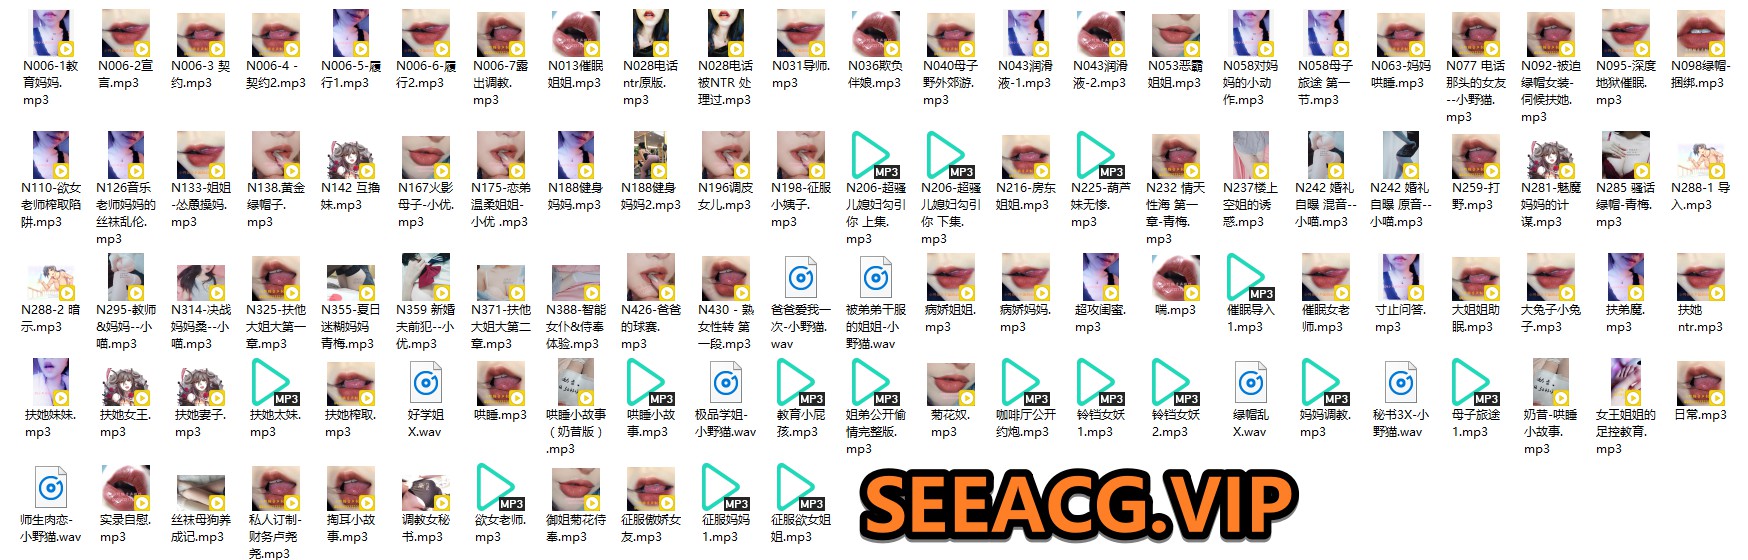 N006-1教
育妈妈.
mp3
N006-2宣
言.mp3
N006-3 契
约.mp3
N006-4 -
契约2.mp3
N006-5-履
行1.mp3
N006-6-履
行2.mp3
N006-7露
出调教.
mp3
N013催眠
姐姐.mp3
N028电话
ntr原版.
mp3
N028电话
被NTR 处
理过.mp3
N031导师.
mp3
N036欺负
伴娘.mp3
N040母子
野外郊游.
mp3
N043润滑
液-1.mp3
N043润滑
液-2.mp3
N053恶霸
姐姐.mp3
N058对妈
妈的小动
作.mp3
N058母子
旅途 第一
节.mp3
N063-妈妈
哄睡.mp3
N077 电话
那头的女友
--小野猫.
mp3
N092-被迫
绿帽女装-
伺候扶她.
mp3
N095-深度
地狱催眠.
mp3
N098绿帽-
捆绑.mp3
N110-欲女
老师榨取陷
阱.mp3
N126音乐
老师妈妈的
丝袜乱伦.
mp3
N133-姐姐
-怂恿操妈.
mp3
N138.黄金
绿帽子.
mp3
N142 互撸
妹.mp3
N167火影
母子-小优.
mp3
N175-恋弟
温柔姐姐-
小优 .mp3
N188健身
妈妈.mp3
N188健身
妈妈2.mp3
N196调皮
女儿.mp3
N198-征服
小姨子.
mp3
N206-超骚
儿媳妇勾引
你 上集.
mp3
N206-超骚
儿媳妇勾引
你 下集.
mp3
N216-房东
姐姐.mp3
N225-葫芦
妹无惨.
mp3
N232 情天
性海 第一
章-青梅.
mp3
N237楼上
空姐的诱
惑.mp3
N242 婚礼
自曝 混音--
小喵.mp3
N242 婚礼
自曝 原音--
小喵.mp3
N259-打
野.mp3
N281-魅魔
妈妈的计
谋.mp3
N285 骚话
绿帽-青梅.
mp3
N288-1 导
入.mp3
N288-2 暗
示.mp3
N295-教师
&妈妈--小
喵.mp3
N314-决战
妈妈桑--小
喵.mp3
N325-扶他
大姐大第一
章.mp3
N355-夏日
迷糊妈妈
青梅.mp3
N359 新婚
夫前犯--小
优.mp3
N371-扶他
大姐大第二
章.mp3
N388-智能
女仆&侍奉
体验.mp3
N426-爸爸
的球赛.
mp3
N430 - 熟
女性转 第
一段.mp3
爸爸爱我一
次-小野猫.
wav
被弟弟干服
的姐姐-小
野猫.wav
病娇姐姐.
mp3
病娇妈妈.
mp3
超攻闺蜜.
mp3
喘.mp3
催眠导入
1.mp3
催眠女老
师.mp3
寸止问答.
mp3
大姐姐助
眠.mp3
大兔子小兔
子.mp3
扶弟魔.
mp3
扶她
ntr.mp3
扶她妹妹.
mp3
扶她女王.
mp3
扶她妻子.
mp3
扶她大妹.
mp3
扶她榨取.
mp3
好学姐
X.wav
哄睡.mp3
哄睡小故事
（奶昔版）
.mp3
哄睡小故
事.mp3
极品学姐-
小野猫.wav
教育小屁
孩.mp3
姐弟公开偷
情完整版.
mp3
菊花奴.
mp3
咖啡厅公开
约炮.mp3
铃铛女妖
1.mp3
铃铛女妖
2.mp3
绿帽乱
X.wav
妈妈调教.
mp3
秘书3X-小
野猫.wav
母子旅途
1.mp3
奶昔-哄睡
小故事.mp3
女王姐姐的
足控教育.
mp3
日常.mp3
师生肉恋-
小野猫.wav
实录自慰.
mp3
丝袜母狗养
成记.mp3
私人订制-
财务卢尧
尧.mp3
掏耳小故
事.mp3
调教女秘
书.mp3
欲女老师.
mp3
御姐菊花侍
奉.mp3
征服傲娇女
友.mp3
征服妈妈
1.mp3
征服欲女姐
姐.mp3
SEEACG.VIP